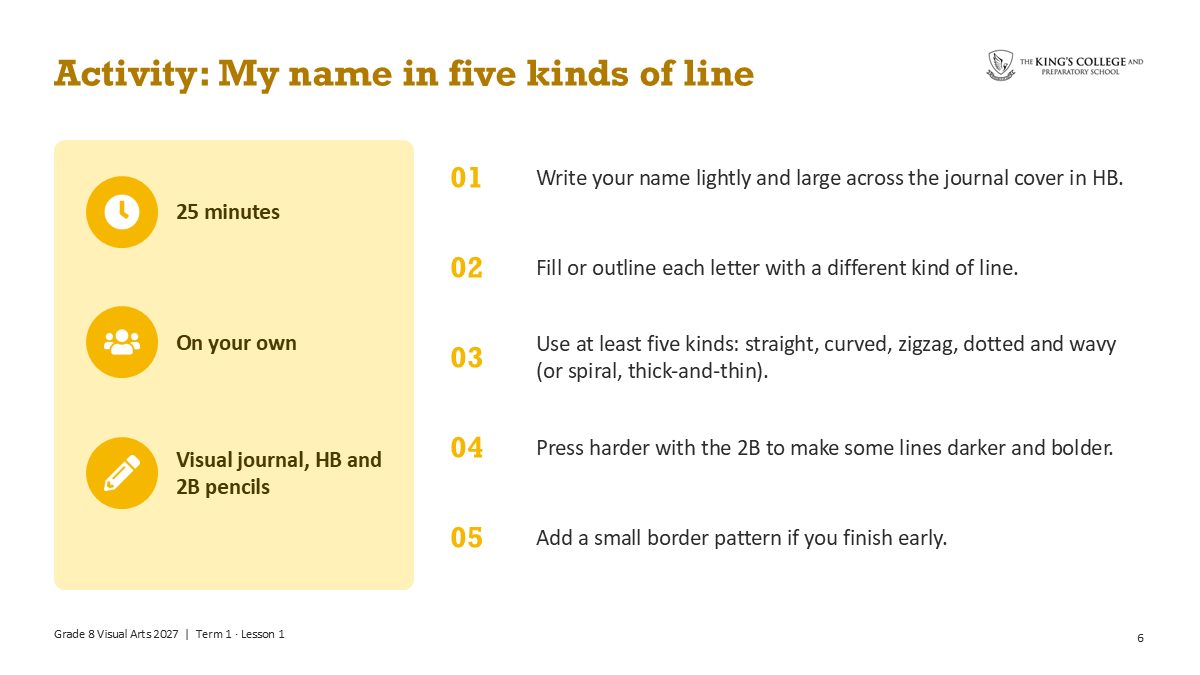 Activity: My name in five kinds of line
THE KING'S COLLEGE AND
PREPARATORY SCHOOL
25 minutes
On your own
Visual journal, HB and
2B pencils
01
Write your name lightly and large across the journal cover in HB.
02
Fill or outline each letter with a different kind of line.
03
Use at least five kinds: straight, curved, zigzag, dotted and wavy
(or spiral, thick-and-thin).
04
Press harder with the 2B to make some lines darker and bolder.
05
Add a small border pattern if you finish early.
Grade 8 Visual Arts 2027 | Term 1 · Lesson 1
6